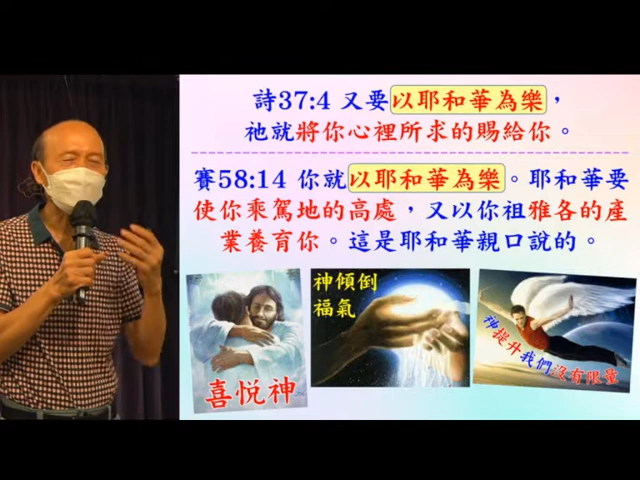 詩37:4 又要以耶和華為樂，
祂就將你心裡所求的賜給你。
賽58:14 你就以耶和華為樂。耶和華要
使你乘駕地的高處，又以你祖雅各的產
業養育你。這是耶和華親口說的。
喜悅神
神傾倒
福氣
神提升我們沒有限量